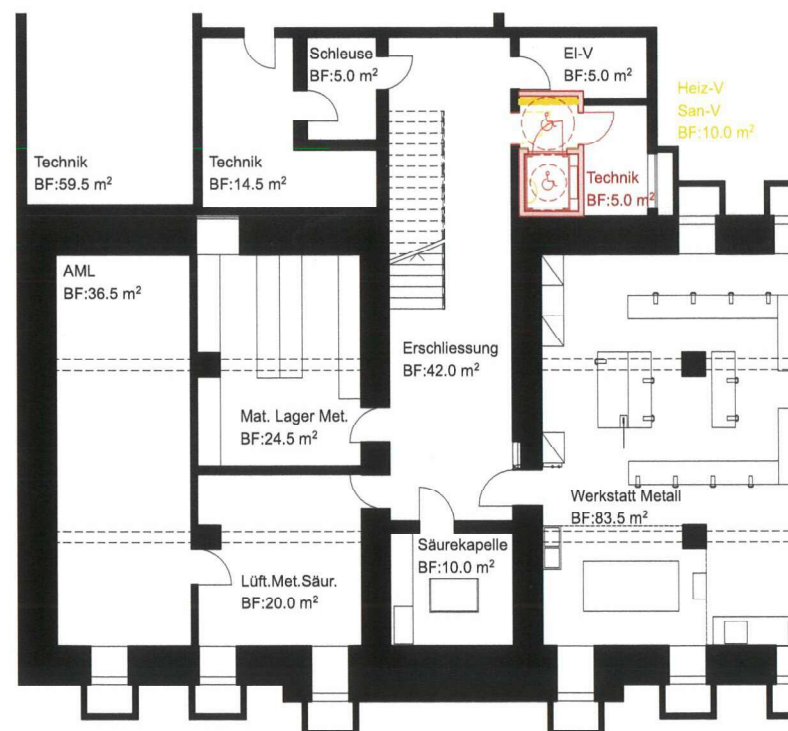 Schleuse
BF:5.0 m²
El-V
BF:5.0 m²
Heiz-V
San-V
BF:10.0 m²
Technik
BF:59.5 m²
Technik
BF:14.5 m²
Technik
BF:5.0 m²
AML
BF:36.5 m²
Erschliessung
BF:42.0 m²
Mat. Lager Met.
BF:24.5 m²
Werkstatt Metall
BF:83.5 m²
Säurekapelle
BF:10.0 m²
Lüft.Met.Säur.
BF:20.0 m²